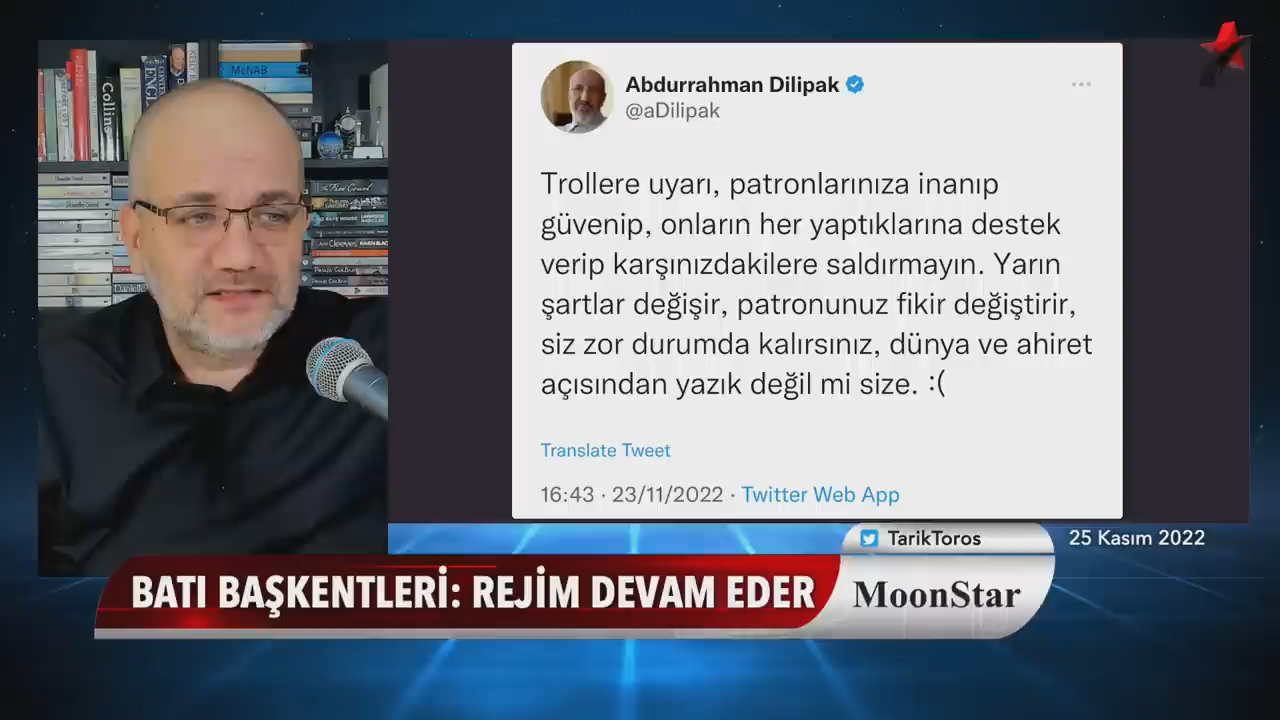 McNAB
Collins
Abdurrahman Dilipak
@aDilipak
Trollere uyarı, patronlarınıza inanıp
güvenip, onların her yaptıklarına destek
verip karşınızdakilere saldırmayın. Yarın
şartlar değişir, patronunuz fikir değiştirir,
siz zor durumda kalırsınız, dünya ve ahiret
açısından yazık değil mi size. :(
Translate Tweet
16:43 · 23/11/2022 · Twitter Web App
TarikToros
25 Kasım 2022
BATI BAŞKENTLERİ: REJİM DEVAM EDER
MoonStar